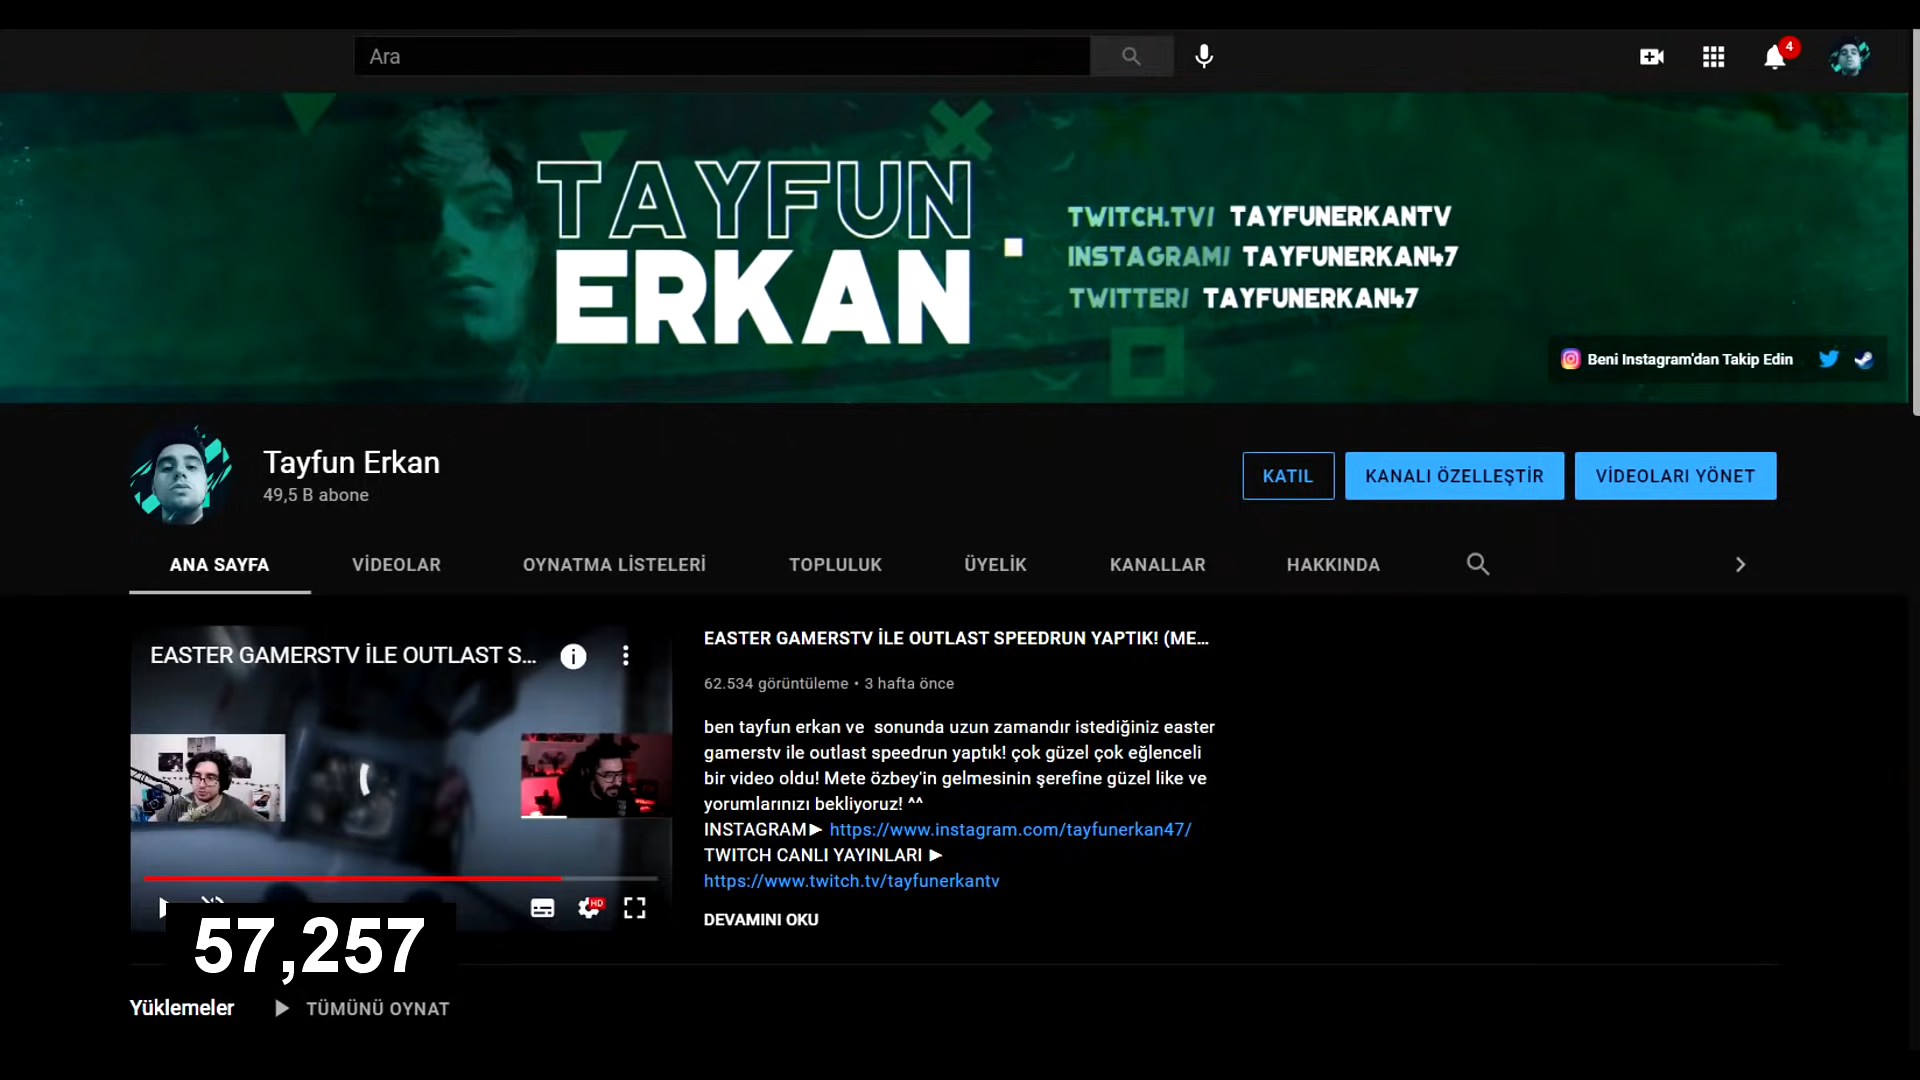 Ara
4
TAYFUN
ERKAN
TWITCH.TV/ TAYFUNERKANTV
INSTAGRAM/ TAYFUNERKAN47
TWITTER/ TAYFUNERKAN47
Beni Instagram'dan Takip Edin
Tayfun Erkan
49,5 B abone
KATIL
KANALI ÖZELLEŞTİR
VİDEOLARI YÖNET
ANA SAYFA
VİDEOLAR
OYNATMA LİSTELERİ
TOPLULUK
ÜYELİK
KANALLAR
HAKKINDA
EASTER GAMERSTV İLE OUTLAST S...
HD
EASTER GAMERSTV İLE OUTLAST SPEEDRUN YAPTIK! (ME...
62.534 görüntüleme • 3 hafta önce
ben tayfun erkan ve  sonunda uzun zamandır istediğiniz easter
gamerstv ile outlast speedrun yaptık! çok güzel çok eğlenceli
bir video oldu! Mete özbey'in gelmesinin şerefine güzel like ve
yorumlarınızı bekliyoruz! ^^
INSTAGRAM► https://www.instagram.com/tayfunerkan47/
TWITCH CANLI YAYINLARI ►
https://www.twitch.tv/tayfunerkantv
DEVAMINI OKU
57,257
Yüklemeler
TÜMÜNÜ OYNAT